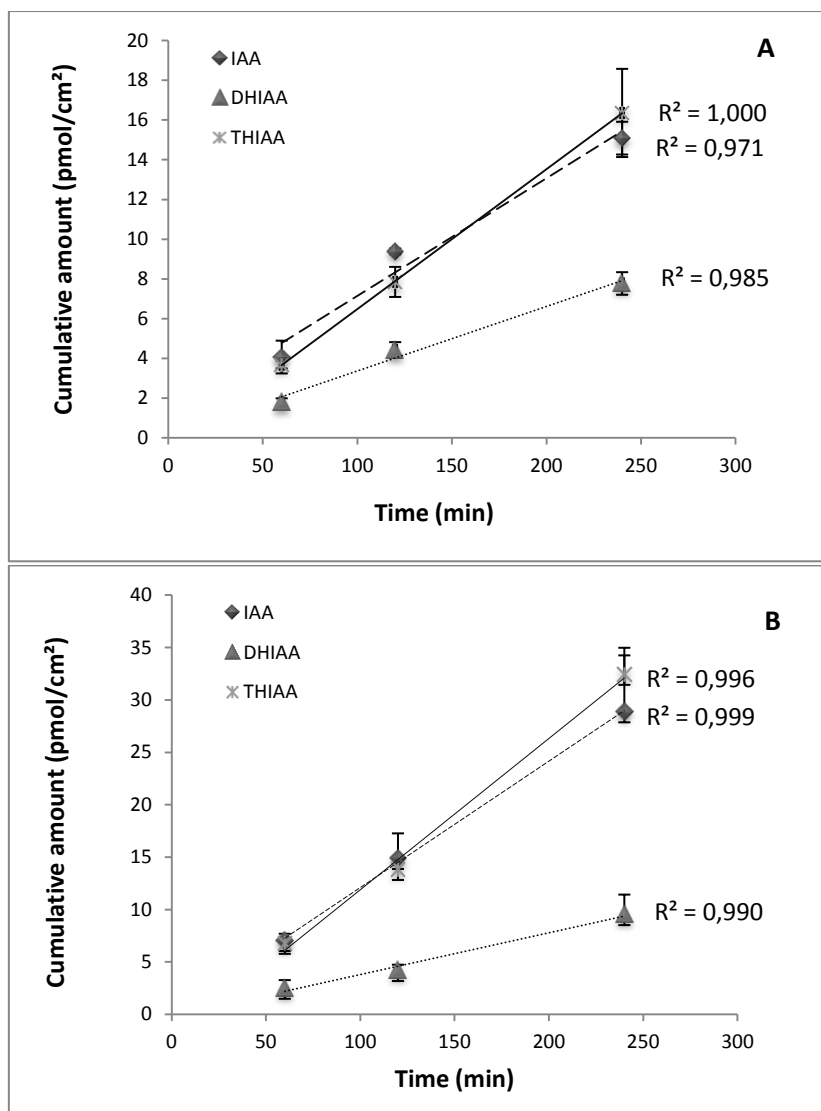 A
Cumulative amount (pmol/cm²)
20
18
16
14
12
10
8
6
4
2
0
IAA
DHIAA
THIAA
R² = 1,000
R² = 0,971
R² = 0,985
0
50
100
150
200
250
300
Time (min)
B
Cumulative amount (pmol/cm²)
40
35
30
25
20
15
10
5
0
IAA
DHIAA
THIAA
R² = 0,996
R² = 0,999
R² = 0,990
0
50
100
150
200
250
300
Time (min)